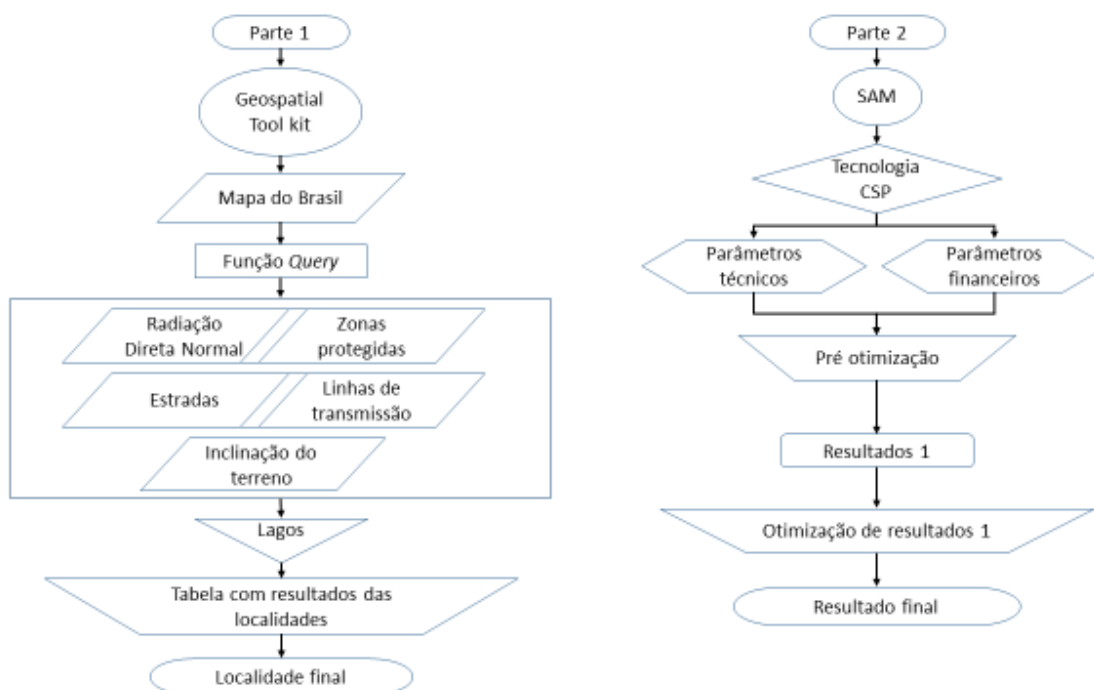 Parte 1
Geospatial
Tool kit
Mapa do Brasil
Função Query
Radiação
Direta Normal
Zonas
protegidas
Estradas
Linhas de
transmissão
Inclinação do
terreno
Lagos
Tabela com resultados das
localidades
Localidade final
Parte 2
SAM
Tecnologia
CSP
Parâmetros
técnicos
Parâmetros
financeiros
Pré otimização
Resultados 1
Otimização de resultados 1
Resultado final